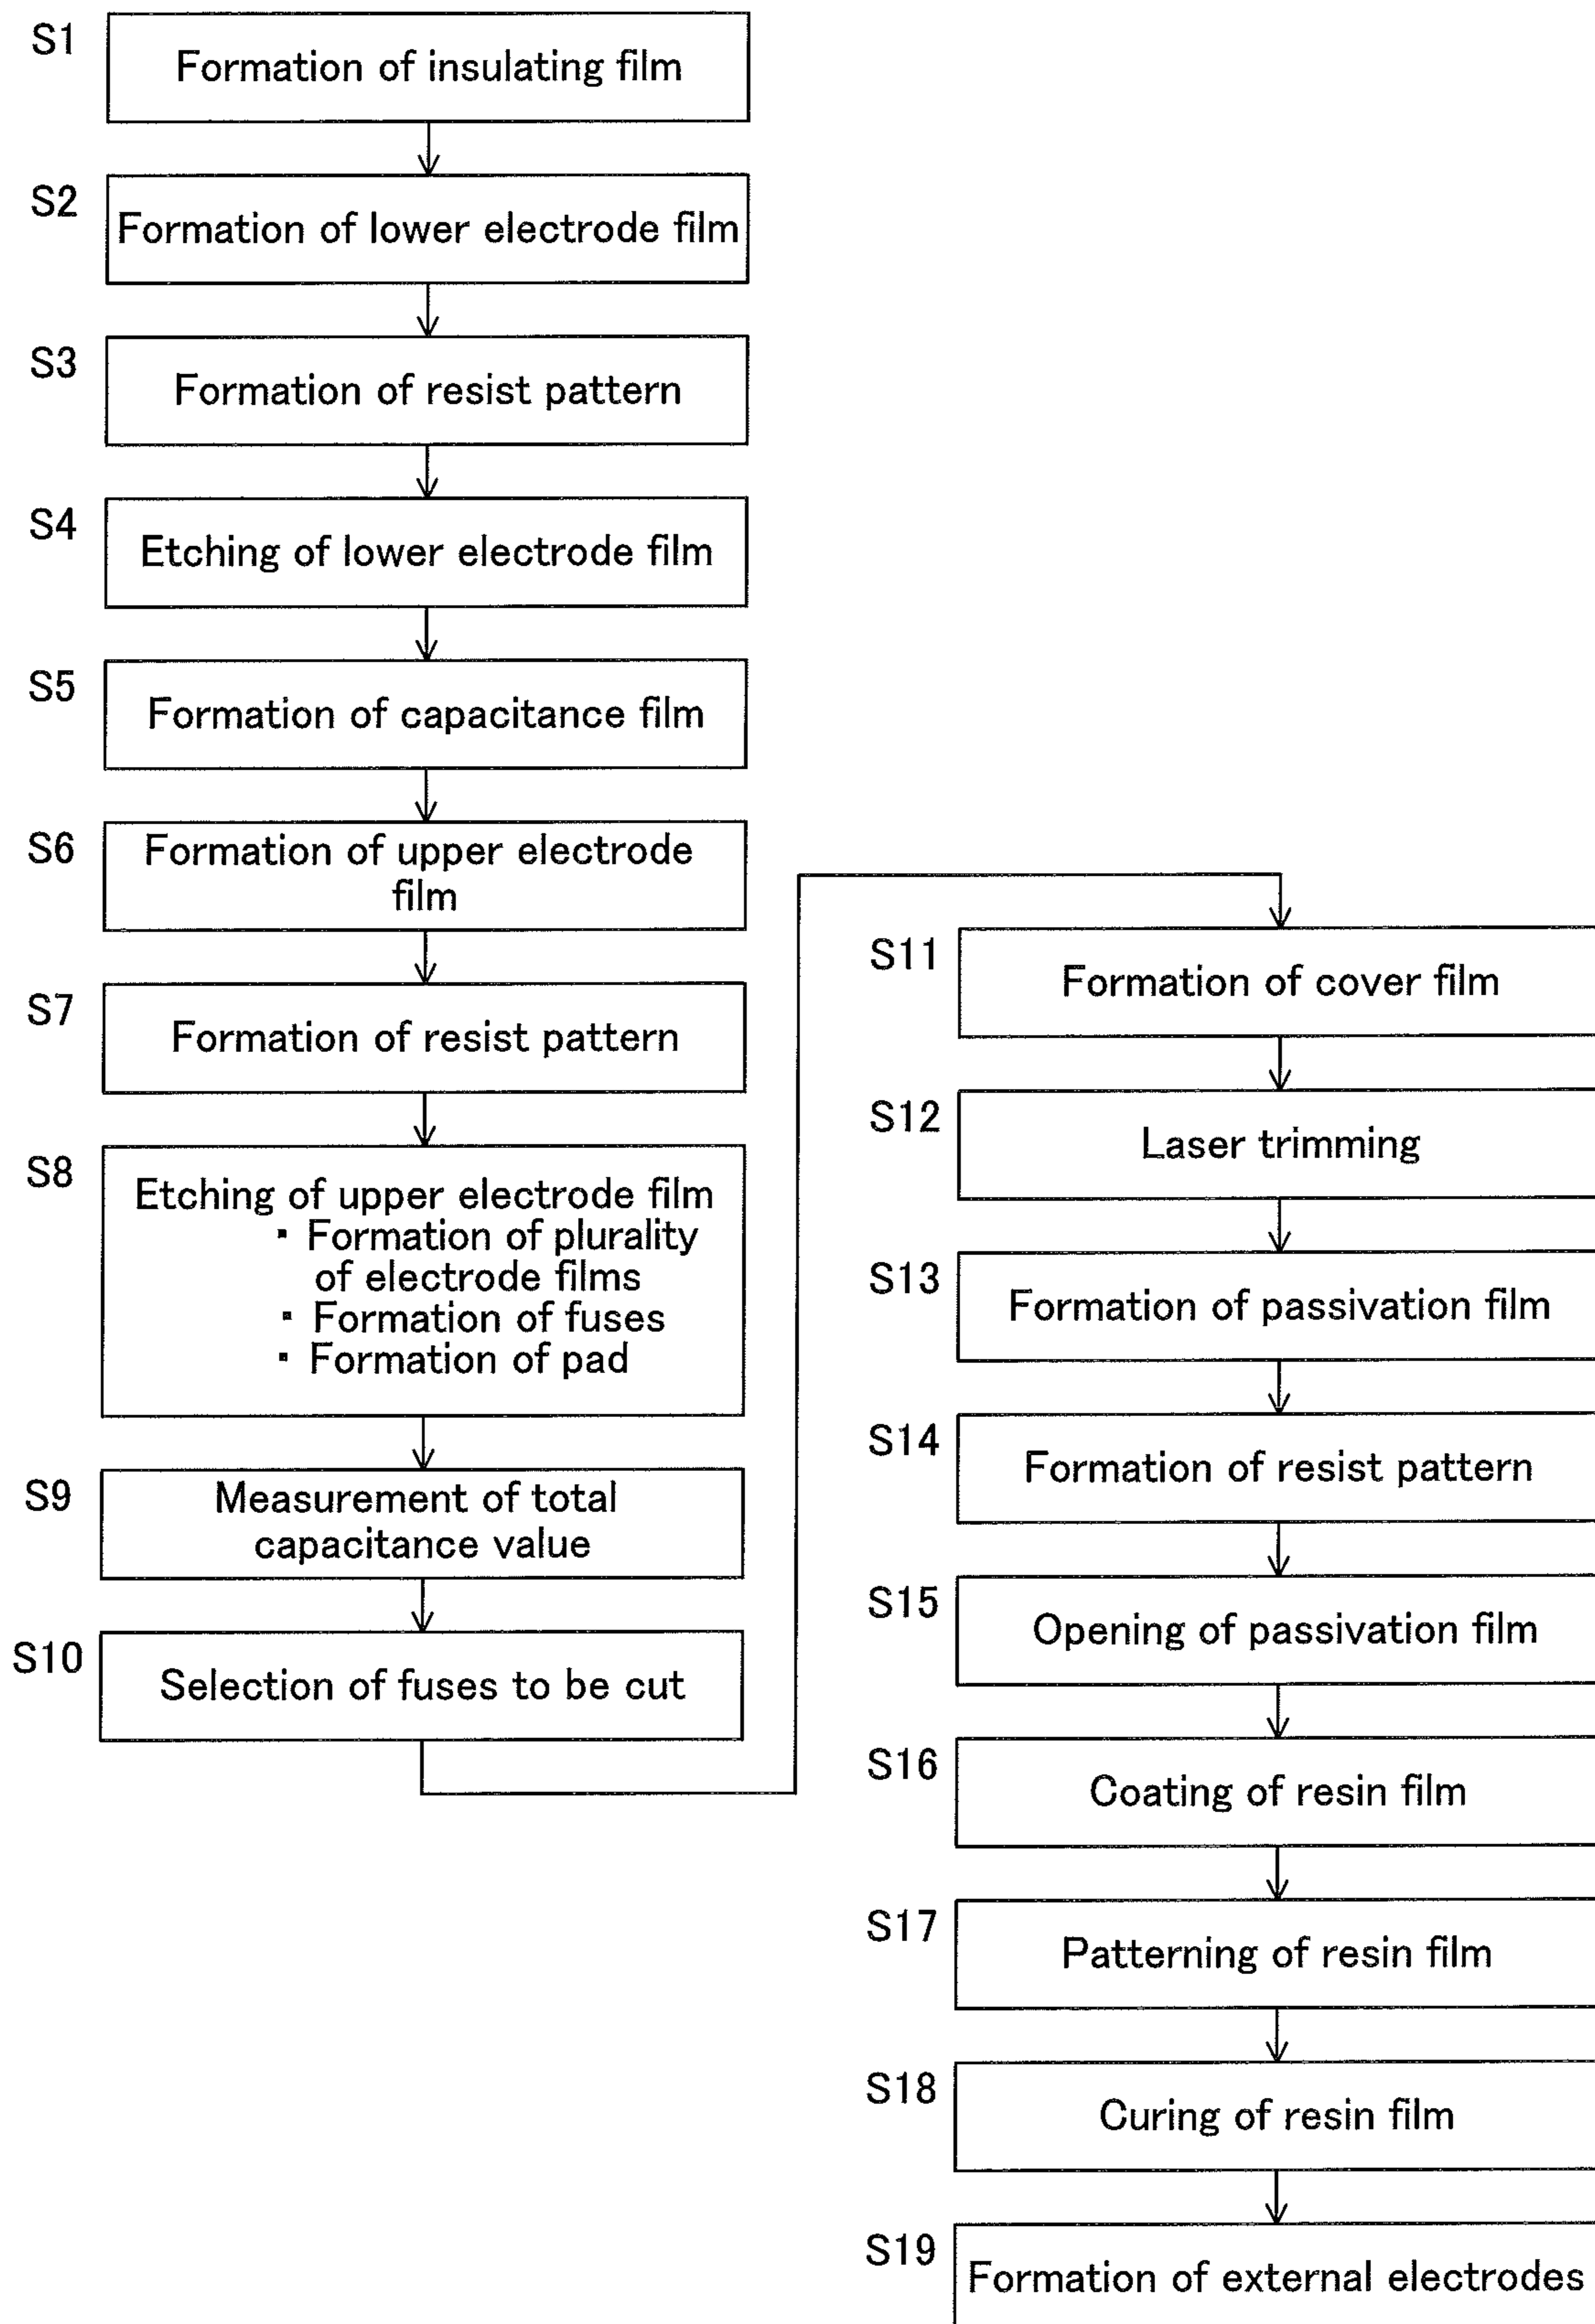 S1
Formation of insulating film
S2
Formation of lower electrode film
S3
Formation of resist pattern
S4
Etching of lower electrode film
S5
Formation of capacitance film
S6
Formation of upper electrode
film
S7
Formation of resist pattern
S8
Etching of upper electrode film
・Formation of plurality
of electrode films
・Formation of fuses
・Formation of pad
S9
Measurement of total
capacitance value
S10
Selection of fuses to be cut
S11
Formation of cover film
S12
Laser trimming
S13
Formation of passivation film
S14
Formation of resist pattern
S15
Opening of passivation film
S16
Coating of resin film
S17
Patterning of resin film
S18
Curing of resin film
S19
Formation of external electrodes